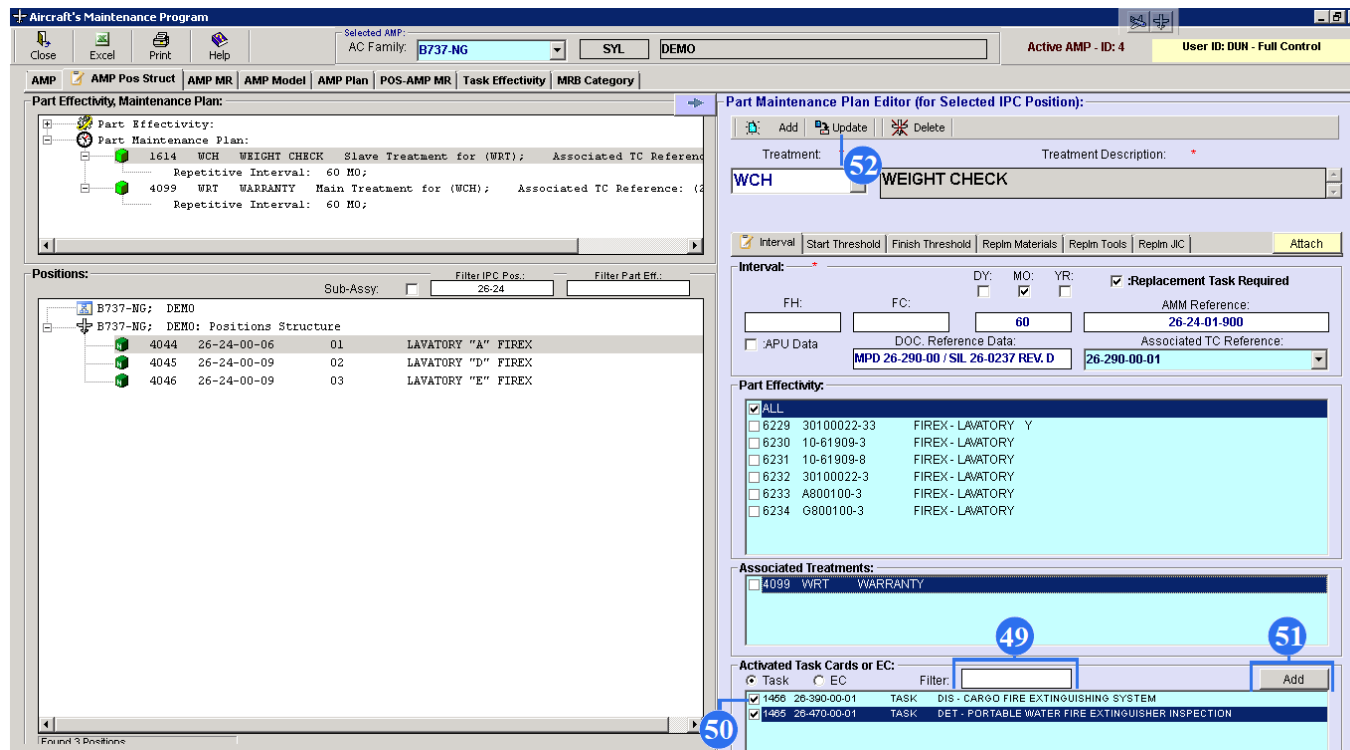 Aircraft's Maintenance Program
Close Excel Print Help
Selected AMP:
AC Family: B737-NG SYL DEMO
Active AMP - ID: 4 User ID: DUN - Full Control
AMP AMP Pos Struct AMP MR AMP Model AMP Plan POS-AMP MR Task Effectivity MRB Category
Part Effectivity, Maintenance Plan:
Part Effectivity:
Part Maintenance Plan:
1614 WCH WEIGHT CHECK Slave Treatment for (WRT); Associated TC Referenc
Repetitive Interval: 60 MO;
4099 WRT WARRANTY Main Treatment for (WCH); Associated TC Reference: (2
Repetitive Interval: 60 MO;
Positions:
Sub-Assy:
Filter IPC Pos.:
26-24
Filter Part Eff.:
B737-NG; DEMO
B737-NG; DEMO: Positions Structure
4044 26-24-00-06 01 LAVATORY "A" FIREX
4045 26-24-00-09 02 LAVATORY "D" FIREX
4046 26-24-00-09 03 LAVATORY "E" FIREX
Found 3 Positions
Part Maintenance Plan Editor (for Selected IPC Position):
Add Update Delete
Treatment: Treatment Description: *
52
WCH WEIGHT CHECK
Interval Start Threshold Finish Threshold Replm Materials Replm Tools Replm JIC Attach
Interval: *
DY: MO: YR: :Replacement Task Required
FH: FC: AMM Reference:
60 26-24-01-900
:APU Data DOC. Reference Data: Associated TC Reference:
MPD 26-290-00 / SIL 26-0237 REV. D 26-290-00-01
Part Effectivity:
ALL
6229 30100022-33 FIREX - LAVATORY Y
6230 10-61909-3 FIREX - LAVATORY
6231 10-61909-8 FIREX - LAVATORY
6232 30100022-3 FIREX - LAVATORY
6233 A800100-3 FIREX - LAVATORY
6234 G800100-3 FIREX - LAVATORY
Associated Treatments:
4099 WRT WARRANTY
49
51
Activated Task Cards or EC:
Task EC Filter: Add
1456 26-390-00-01 TASK DIS - CARGO FIRE EXTINGUISHING SYSTEM
1465 26-470-00-01 TASK DET - PORTABLE WATER FIRE EXTINGUISHER INSPECTION
50